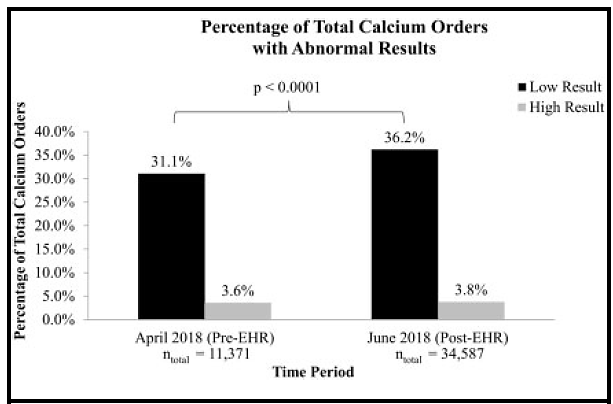 Percentage of Total Calcium Orders
with Abnormal Results
p < 0.0001
Low Result
High Result
Percentage of Total Calcium Orders
40.0%
35.0%
30.0%
25.0%
20.0%
15.0%
10.0%
5.0%
0.0%
31.1%
3.6%
36.2%
3.8%
April 2018 (Pre-EHR)
n_total = 11,371
June 2018 (Post-EHR)
n_total = 34,587
Time Period